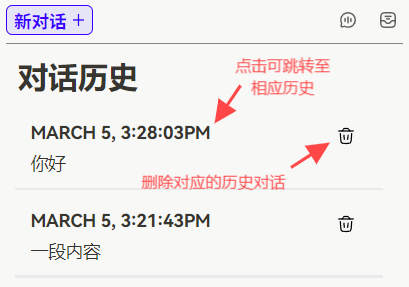 新对话 +
对话历史
点击可跳转至
相应历史
MARCH 5, 3:28:03PM
你好
删除对应的历史对话
MARCH 5, 3:21:43PM
一段内容